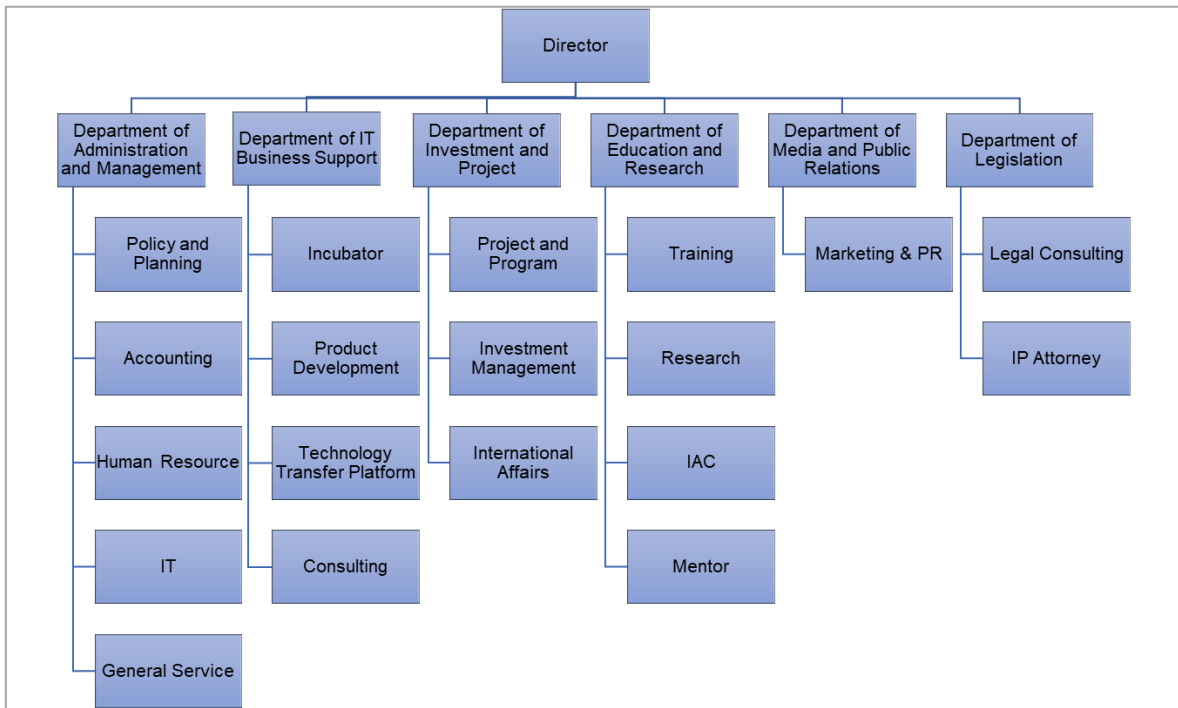 Director
Department of
Administration
and Management
Department of IT
Business Support
Department of
Investment and
Project
Department of
Education and
Research
Department of
Media and Public
Relations
Department of
Legislation
Policy and
Planning
Incubator
Project and
Program
Training
Marketing & PR
Legal Consulting
Accounting
Product
Development
Investment
Management
Research
IP Attorney
Human Resource
Technology
Transfer Platform
International
Affairs
IAC
IT
Consulting
Mentor
General Service